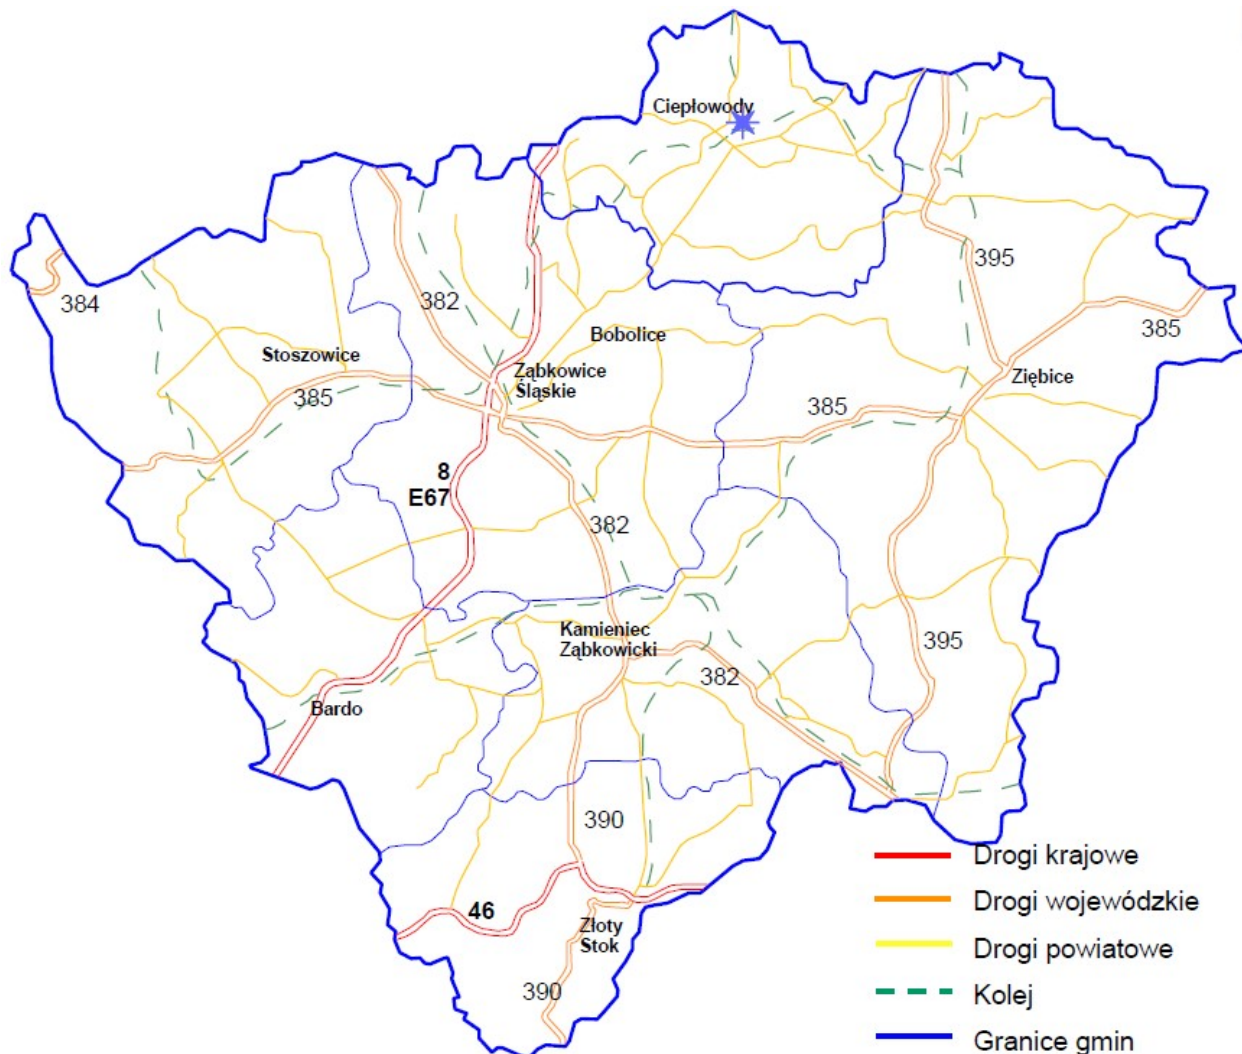 Ciepłowody
395
384
382
385
Bobolice
Stoszowice
Ząbkowice
Śląskie
Ziębice
385
385
8
E67
382
Kamieniec
Ząbkowicki
395
382
Bardo
390
46
Złoty
Stok
390
Drogi krajowe
Drogi wojewódzkie
Drogi powiatowe
Kolej
Granice gmin